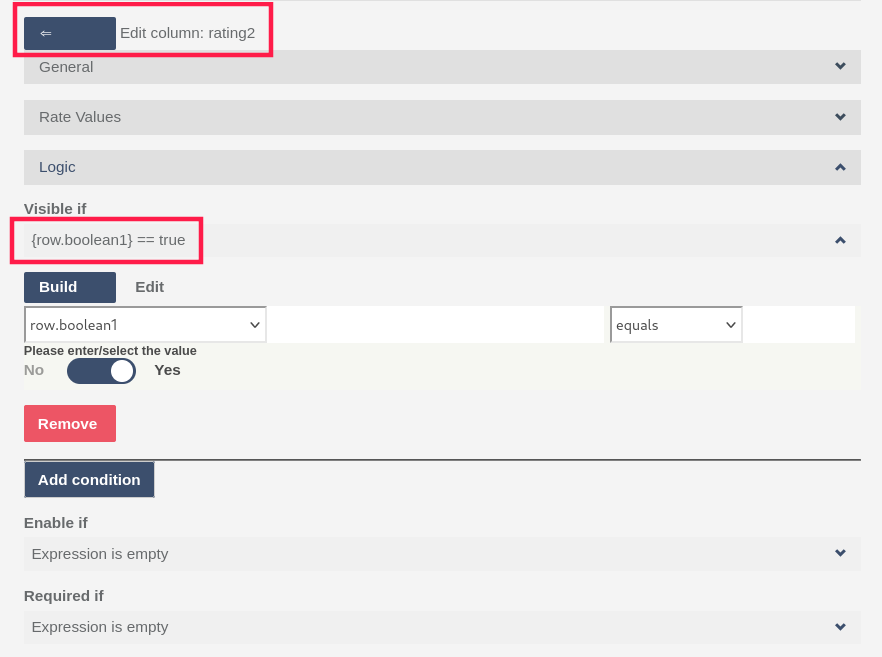 ⇐ Edit column: rating2
General
Rate Values
Logic
Visible if
{row.boolean1} == true
Build Edit
row.boolean1 equals
Please enter/select the value
No Yes
Remove
Add condition
Enable if
Expression is empty
Required if
Expression is empty